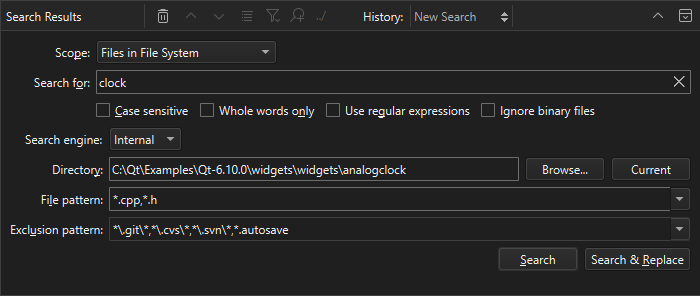 Search Results History: New Search
Scope: Files in File System
Search for: clock
Case sensitive Whole words only Use regular expressions Ignore binary files
Search engine: Internal
Directory: C:\Qt\Examples\Qt-6.10.0\widgets\widgets\analogclock Browse... Current
File pattern: *.cpp,*.h
Exclusion pattern: *\.git\*,*\.cvs\*,*\.svn\*,*.autosave
Search Search & Replace